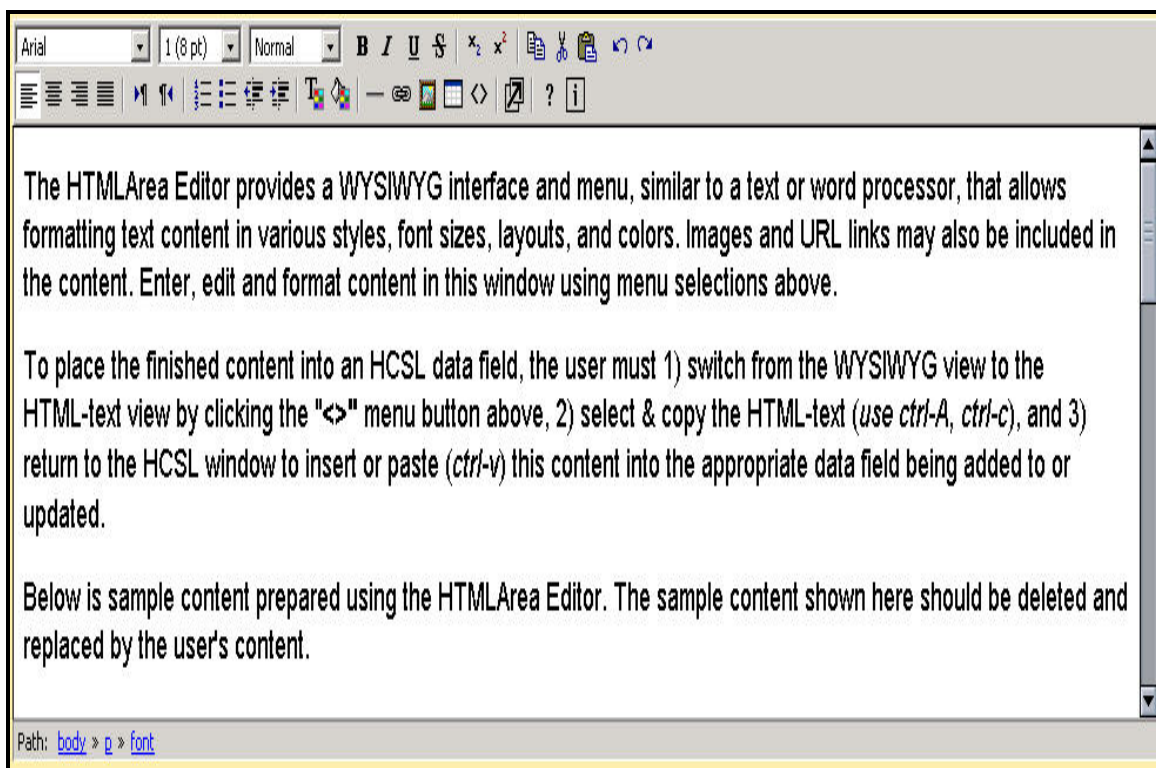 Arial 1 (8 pt) Normal B I U S x₂ x²
? i
The HTMLArea Editor provides a WYSIWYG interface and menu, similar to a text or word processor, that allows
formatting text content in various styles, font sizes, layouts, and colors. Images and URL links may also be included in
the content. Enter, edit and format content in this window using menu selections above.
To place the finished content into an HCSL data field, the user must 1) switch from the WYSIWYG view to the
HTML-text view by clicking the "<>" menu button above, 2) select & copy the HTML-text (use ctrl-A, ctrl-c), and 3)
return to the HCSL window to insert or paste (ctrl-v) this content into the appropriate data field being added to or
updated.
Below is sample content prepared using the HTMLArea Editor. The sample content shown here should be deleted and
replaced by the user's content.
Path: body » p » font